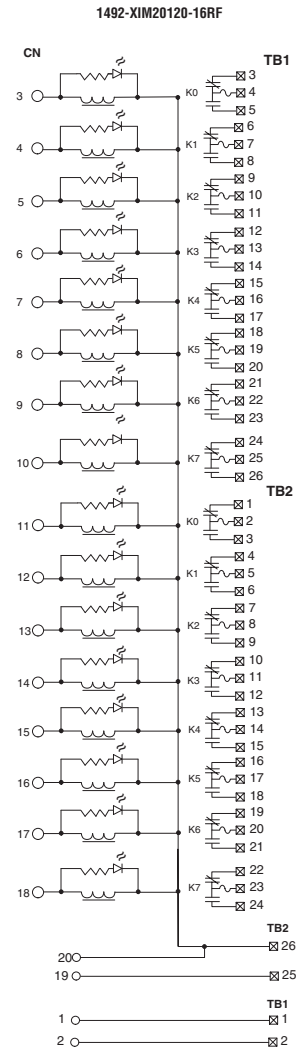 1492-XIM20120-16RF
CN
TB1
3 K0 3
4
5
4 K1 6
7
8
5 K2 9
10
11
6 K3 12
13
14
7 K4 15
16
17
8 K5 18
19
20
9 K6 21
22
23
10 K7 24
25
26
TB2
11 K0 1
2
3
12 K1 4
5
6
13 K2 7
8
9
14 K3 10
11
12
15 K4 13
14
15
16 K5 16
17
18
17 K6 19
20
21
18 K7 22
23
24
TB2
20 26
19 25
TB1
1 1
2 2